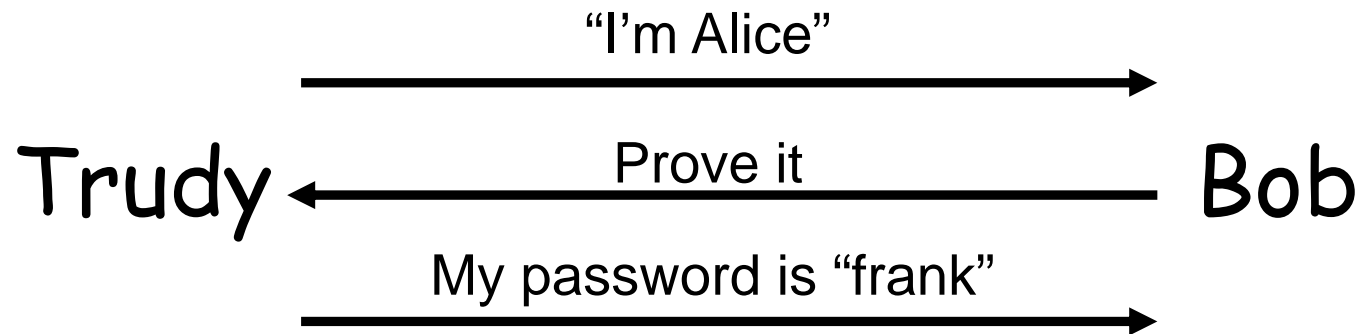 “I’m Alice”
Trudy
Prove it
Bob
My password is “frank”